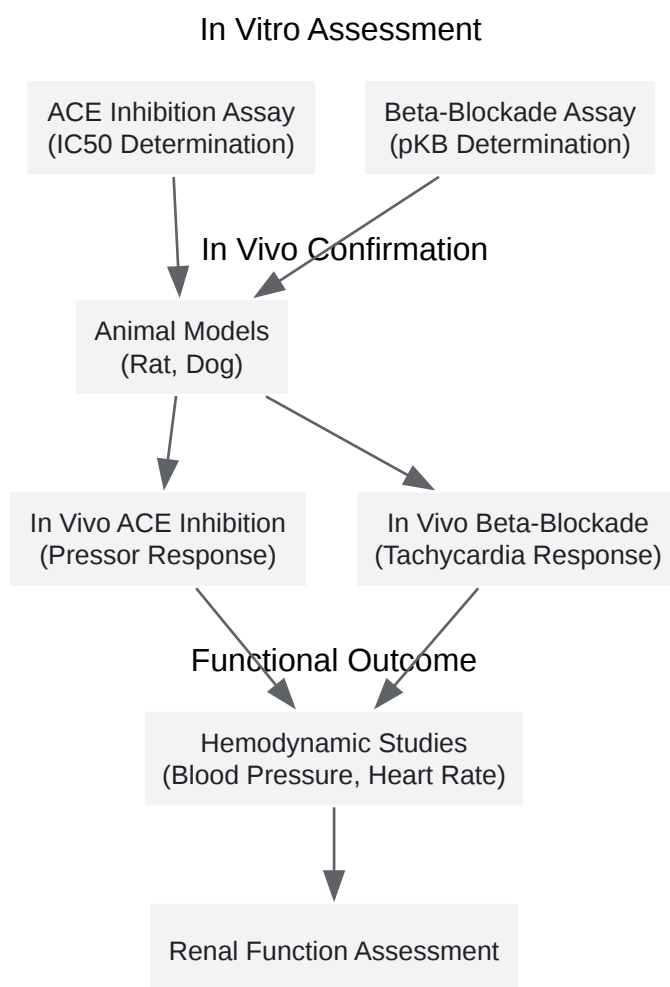 In Vitro Assessment
ACE Inhibition Assay
(IC50 Determination)
Beta-Blockade Assay
(pKB Determination)
In Vivo Confirmation
Animal Models
(Rat, Dog)
In Vivo ACE Inhibition
(Pressor Response)
In Vivo Beta-Blockade
(Tachycardia Response)
Functional Outcome
Hemodynamic Studies
(Blood Pressure, Heart Rate)
Renal Function Assessment